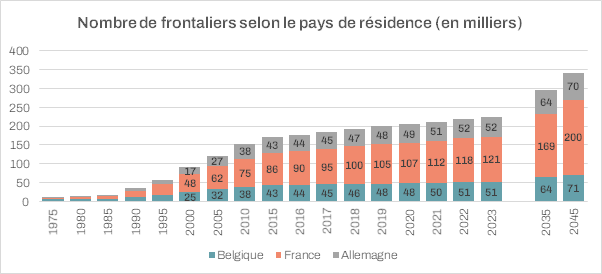 Nombre de frontaliers selon le pays de résidence (en milliers)
400
350
300
250
200
150
100
50
0
17 27 38 43 44 45 47 48 49 51 52 52 64 70
48 62 75 86 90 95 100 105 107 112 118 121 169 200
25 32 38 43 44 45 46 48 48 50 51 51 64 71
1975 1980 1985 1990 1995 2000 2005 2010 2015 2016 2017 2018 2019 2020 2021 2022 2023 2035 2045
Belgique France Allemagne